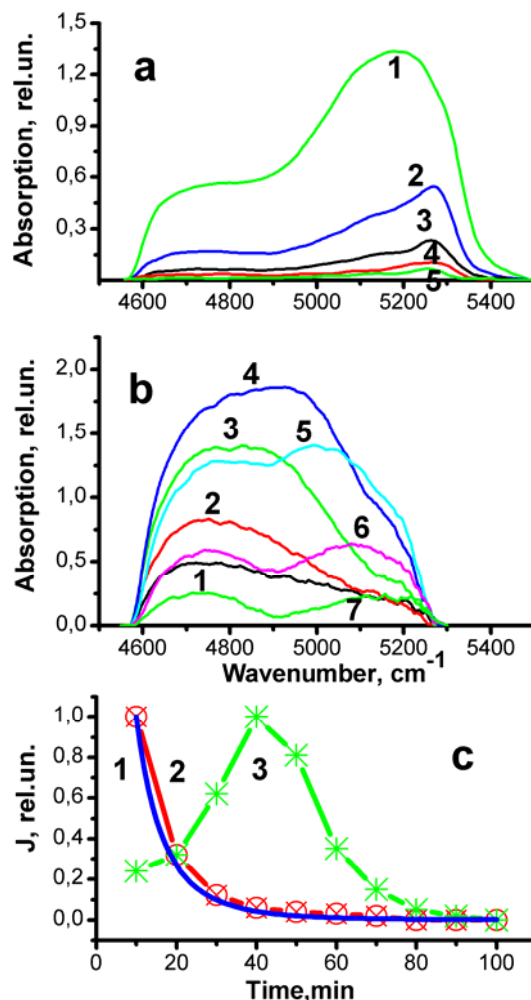 a
Absorption, rel.un.
1,5
1,2
0,9
0,6
0,3
1
2
3
4
5
4600 4800 5000 5200 5400
b
Absorption, rel.un.
2,0
1,5
1,0
0,5
0,0
4
3
5
2
6
1
7
4600 4800 5000 5200 5400
Wavenumber, cm⁻¹
c
J, rel.un.
1,0
0,8
0,6
0,4
0,2
0,0
1 2 3
0 20 40 60 80 100
Time,min